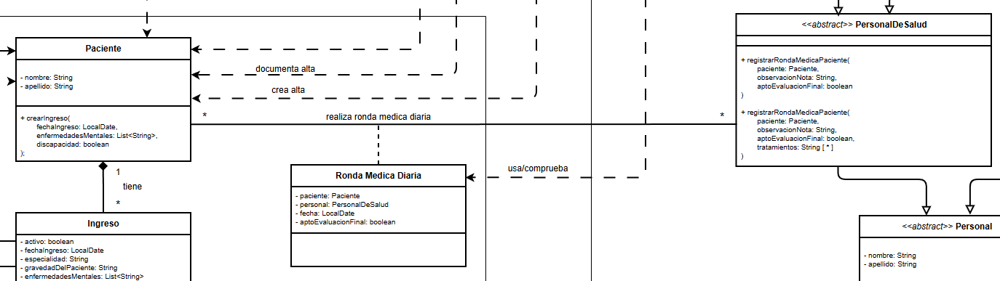 Paciente
- nombre: String
- apellido: String
+ crearIngreso(
fechaIngreso: LocalDate,
enfermedadesMentales: List<String>,
discapacidad: boolean
);
documenta alta
crea alta
*
realiza ronda medica diaria
*
<<abstract>> PersonalDeSalud
+ registrarRondaMedicaPaciente(
paciente: Paciente,
observacionNota: String,
aptoEvaluacionFinal: boolean
)
+ registrarRondaMedicaPaciente(
paciente: Paciente,
observacionNota: String,
aptoEvaluacionFinal: boolean,
tratamientos: String [ * ]
)
1
tiene
*
usa/comprueba
Ronda Medica Diaria
- paciente: Paciente
- personal: PersonalDeSalud
- fecha: LocalDate
- aptoEvaluacionFinal: boolean
Ingreso
- activo: boolean
- fechaIngreso: LocalDate
- especialidad: String
- gravedadDelPaciente: String
- enfermedadesMentales: List<String>
<<abstract>> Personal
- nombre: String
- apellido: String